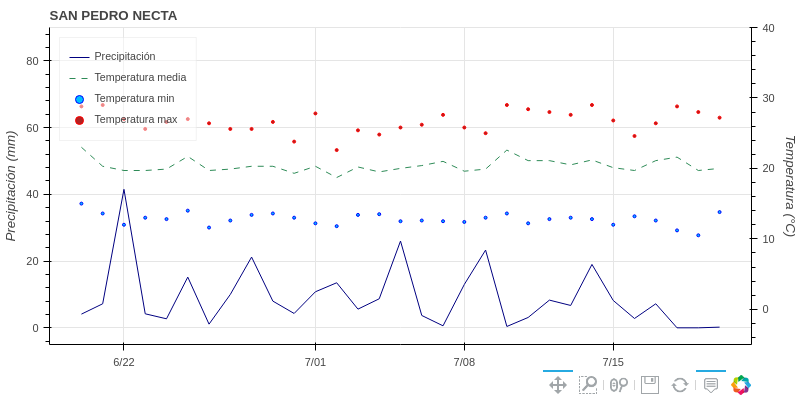 SAN PEDRO NECTA
Precipitación
Temperatura media
Temperatura min
Temperatura max
Precipitación (mm)
80
60
40
20
0
Temperatura (°C)
40
30
20
10
0
6/22
7/01
7/08
7/15